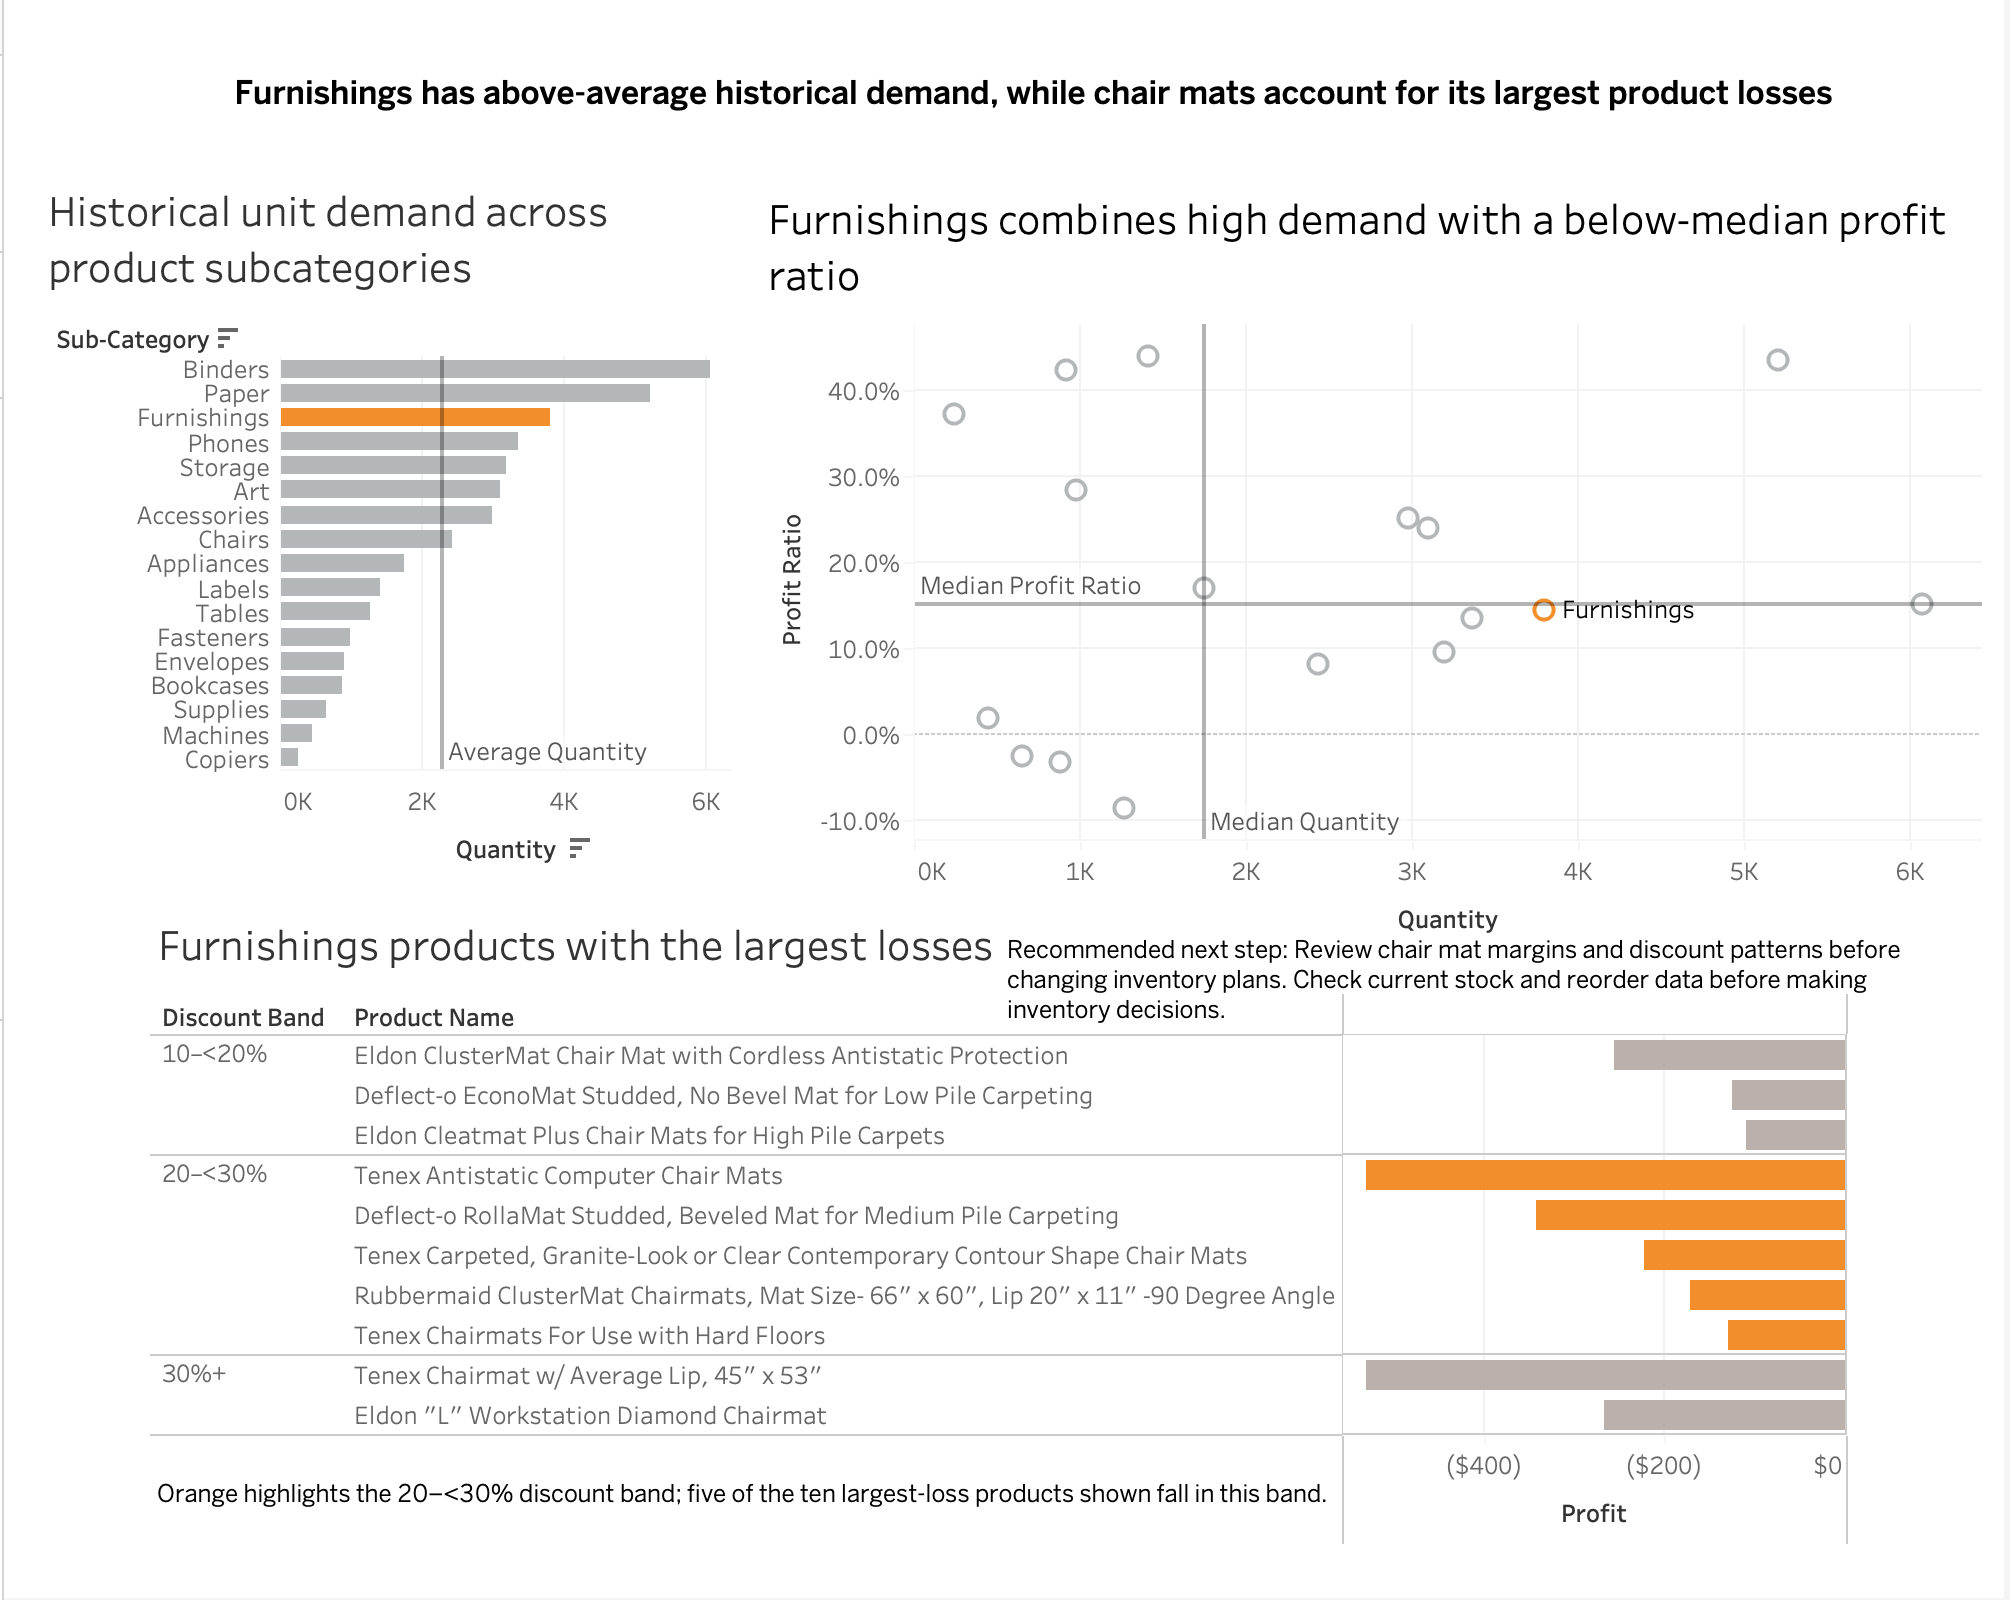 Furnishings has above-average historical demand, while chair mats account for its largest product losses
Historical unit demand across
product subcategories
Sub-Category
Binders
Paper
Furnishings
Phones
Storage
Art
Accessories
Chairs
Appliances
Labels
Tables
Fasteners
Envelopes
Bookcases
Supplies
Machines
Copiers
Average Quantity
0K 2K 4K 6K
Quantity
Furnishings combines high demand with a below-median profit
ratio
Profit Ratio
40.0%
30.0%
20.0%
10.0%
0.0%
-10.0%
Median Profit Ratio
Furnishings
Median Quantity
0K 1K 2K 3K 4K 5K 6K
Quantity
Furnishings products with the largest losses
Recommended next step: Review chair mat margins and discount patterns before
changing inventory plans. Check current stock and reorder data before making
inventory decisions.
Discount Band Product Name
10–<20% Eldon ClusterMat Chair Mat with Cordless Antistatic Protection
Deflect-o EconoMat Studded, No Bevel Mat for Low Pile Carpeting
Eldon Cleatmat Plus Chair Mats for High Pile Carpets
20–<30% Tenex Antistatic Computer Chair Mats
Deflect-o RollaMat Studded, Beveled Mat for Medium Pile Carpeting
Tenex Carpeted, Granite-Look or Clear Contemporary Contour Shape Chair Mats
Rubbermaid ClusterMat Chairmats, Mat Size- 66" x 60", Lip 20" x 11" -90 Degree Angle
Tenex Chairmats For Use with Hard Floors
30%+ Tenex Chairmat w/ Average Lip, 45" x 53"
Eldon "L" Workstation Diamond Chairmat
($400) ($200) $0
Profit
Orange highlights the 20–<30% discount band; five of the ten largest-loss products shown fall in this band.